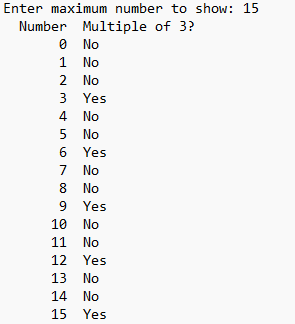 Enter maximum number to show: 15
Number  Multiple of 3?
0  No
1  No
2  No
3  Yes
4  No
5  No
6  Yes
7  No
8  No
9  Yes
10  No
11  No
12  Yes
13  No
14  No
15  Yes